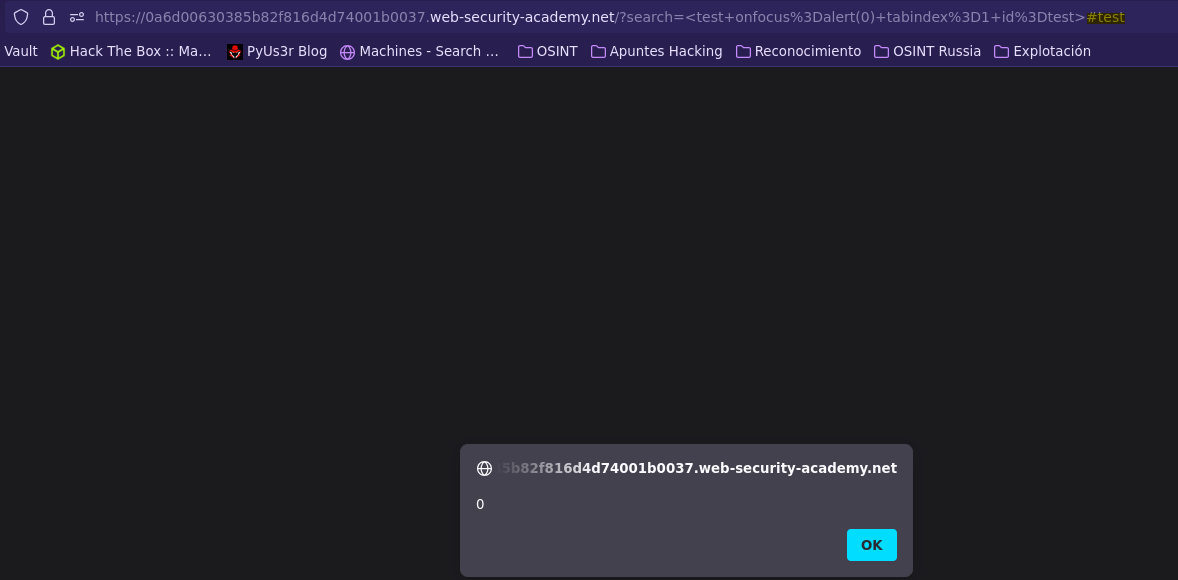 https://0a6d00630385b82f816d4d74001b0037.web-security-academy.net/?search=<test+onfocus%3Dalert(0)+tabindex%3D1+id%3Dtest>#test
Vault Hack The Box :: Ma... PyUs3r Blog Machines - Search ... OSINT Apuntes Hacking Reconocimiento OSINT Russia Explotación
5b82f816d4d74001b0037.web-security-academy.net
0
OK